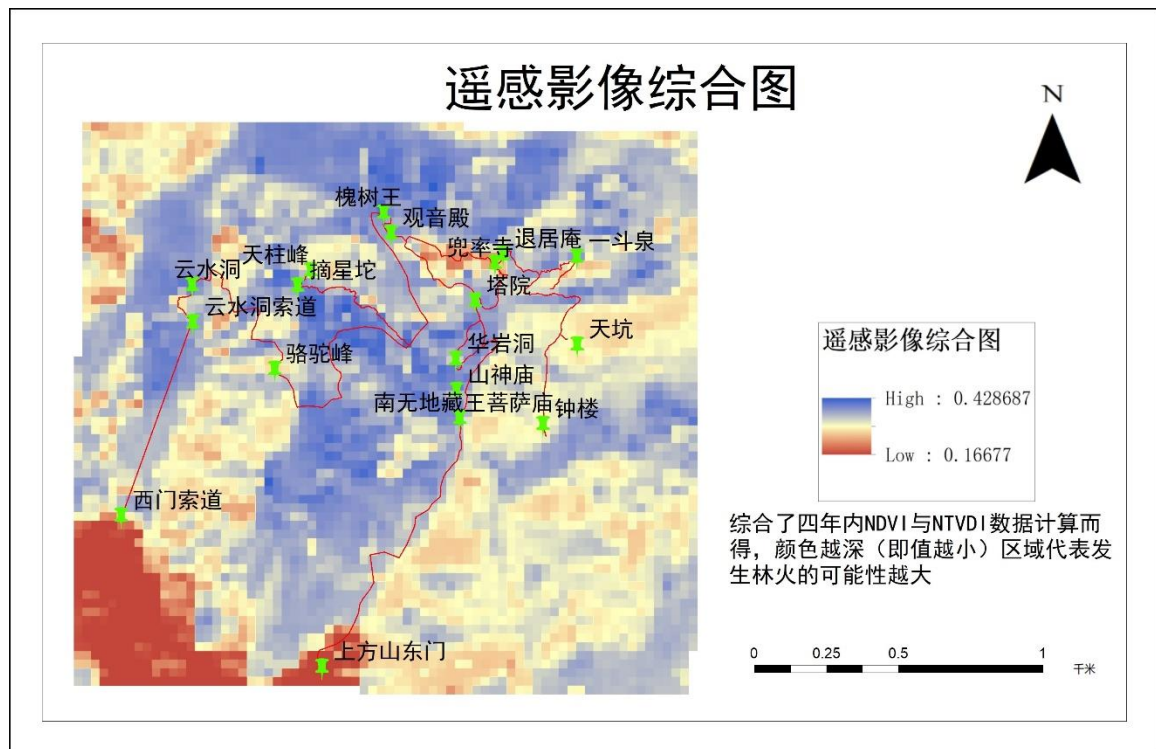 遥感影像综合图
N
槐树王
观音殿
兜率寺
退居庵
一斗泉
天柱峰
云水洞
摘星坨
塔院
云水洞索道
天坑
华岩洞
骆驼峰
山神庙
南无地藏王菩萨庙
钟楼
西门索道
上方山东门
遥感影像综合图
High : 0.428687
Low : 0.16677
综合了四年内NDVI与NTVDI数据计算而
得，颜色越深（即值越小）区域代表发
生林火的可能性越大
0 0.25 0.5 1
千米